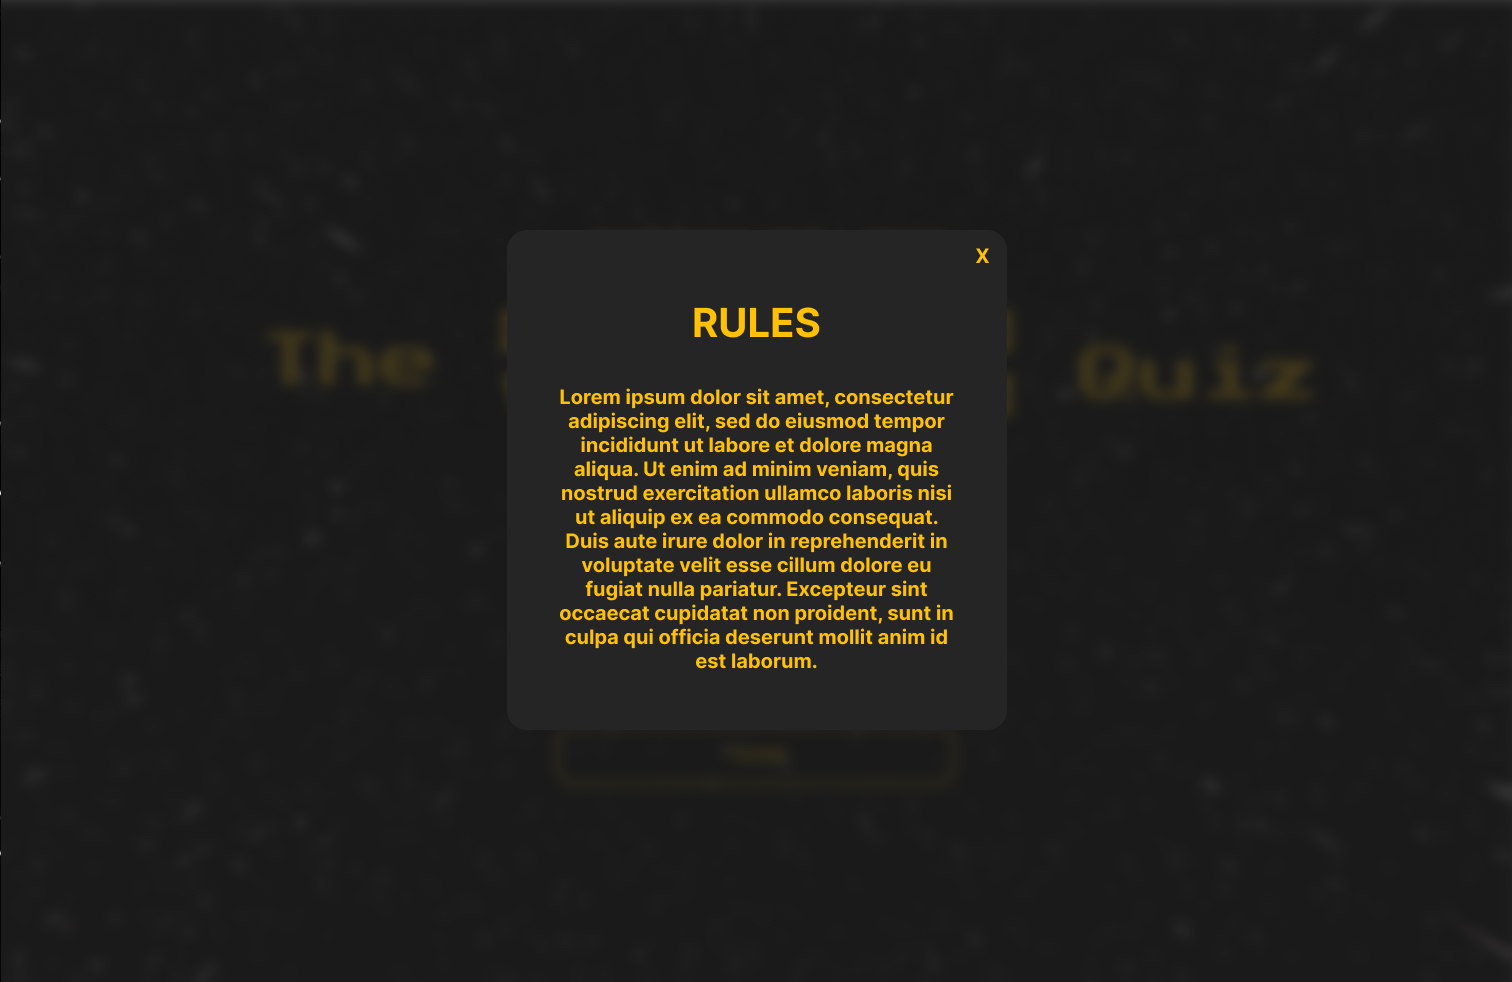 X
RULES
The Quiz
Lorem ipsum dolor sit amet, consectetur
adipiscing elit, sed do eiusmod tempor
incididunt ut labore et dolore magna
aliqua. Ut enim ad minim veniam, quis
nostrud exercitation ullamco laboris nisi
ut aliquip ex ea commodo consequat.
Duis aute irure dolor in reprehenderit in
voluptate velit esse cillum dolore eu
fugiat nulla pariatur. Excepteur sint
occaecat cupidatat non proident, sunt in
culpa qui officia deserunt mollit anim id
est laborum.